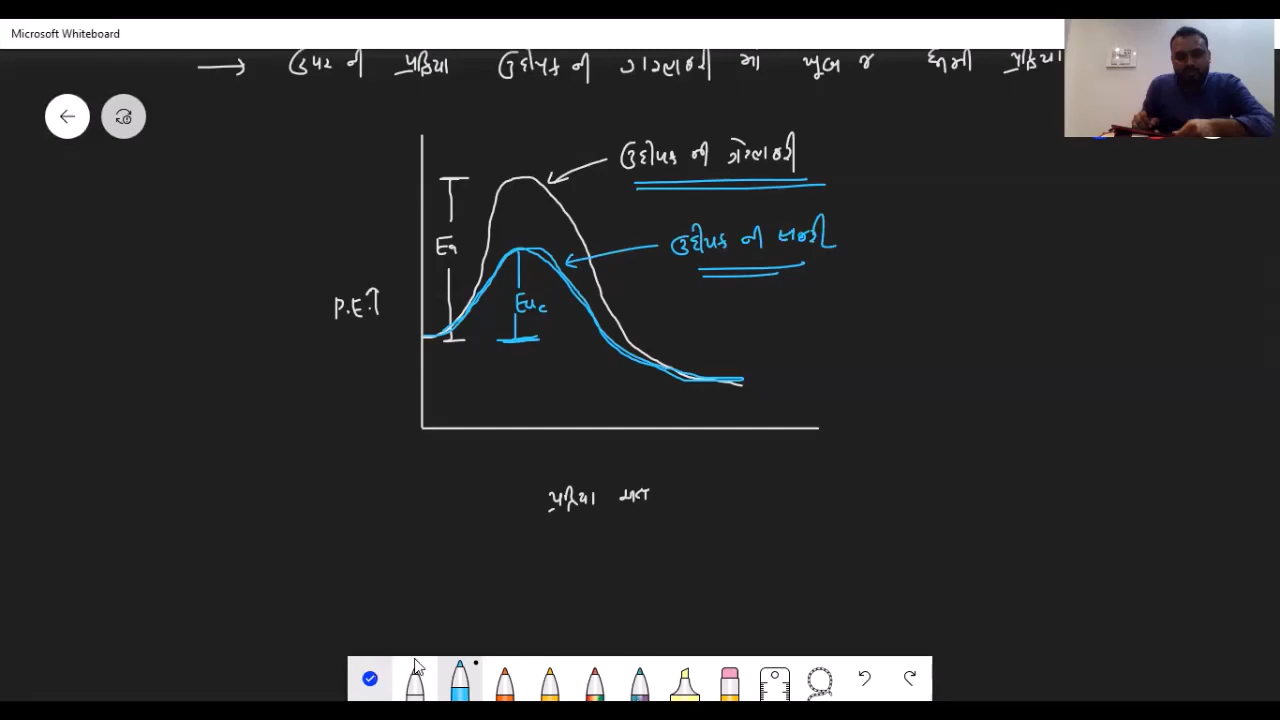 Microsoft Whiteboard
→ ઉપર ની પ્રક્રિયા ઉદ્દીપક ની ગેરહાજરી માં ખૂબ જ ધીમી પ્રક્રિયા
ઉદ્દીપક ની ગેરહાજરી
ઉદ્દીપક ની હાજરી
Ea
Eac
P.E.↑
પ્રક્રિયા